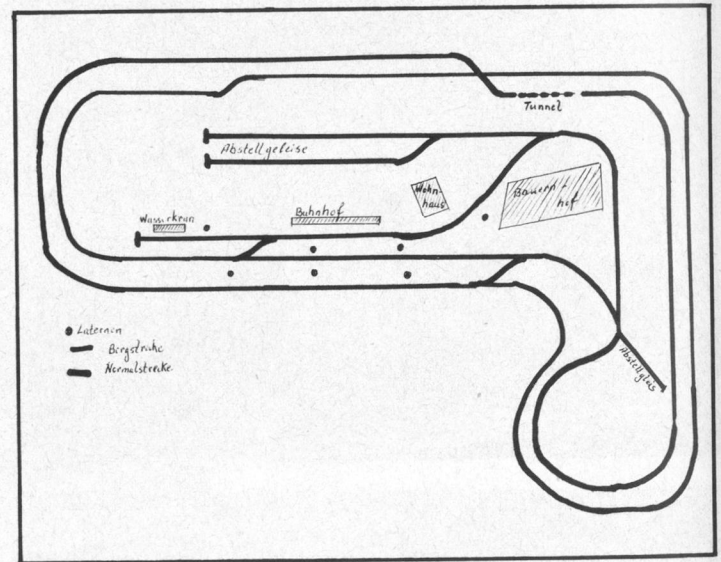 Tunnel
Abstellgeleise
Wohn-
haus
Bauern-
hof
Wasserkran
Bahnhof
Laternen
Bergstrecke
Normalstrecke
Abstellgleis